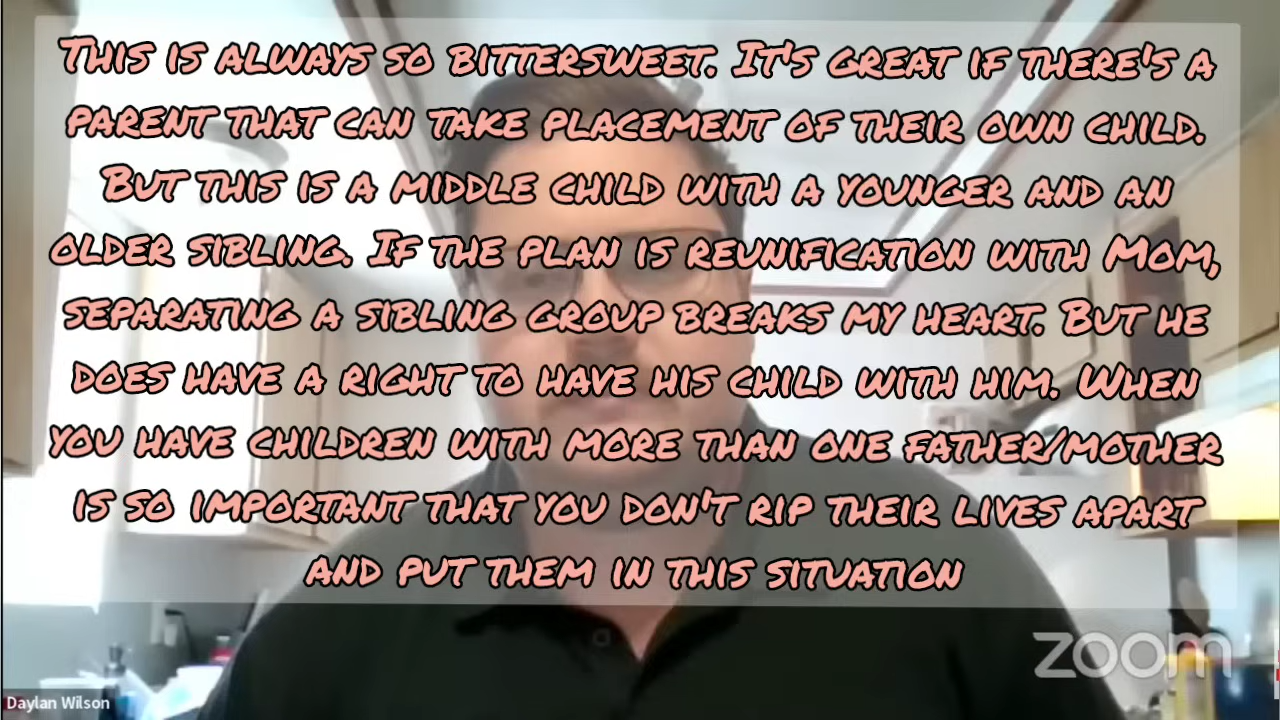 This is always so bittersweet. It's great if there's a
parent that can take placement of their own child.
But this is a middle child with a younger and an
older sibling. If the plan is reunification with Mom,
separating a sibling group breaks my heart. But he
does have a right to have his child with him. When
you have children with more than one father/mother
is so important that you don't rip their lives apart
and put them in this situation
zoom
Daylan Wilson